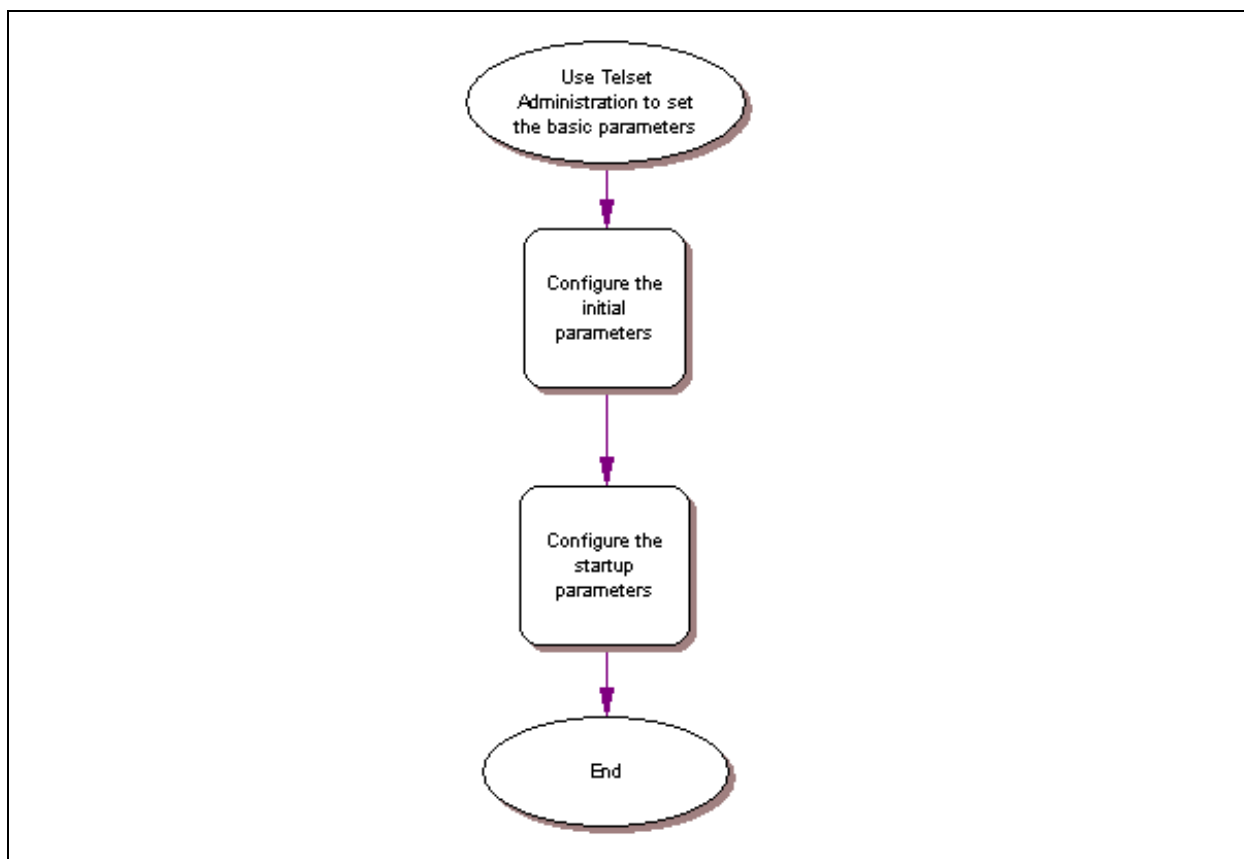 Use Telset
Administration to set
the basic parameters
Configure the
initial
parameters
Configure the
startup
parameters
End